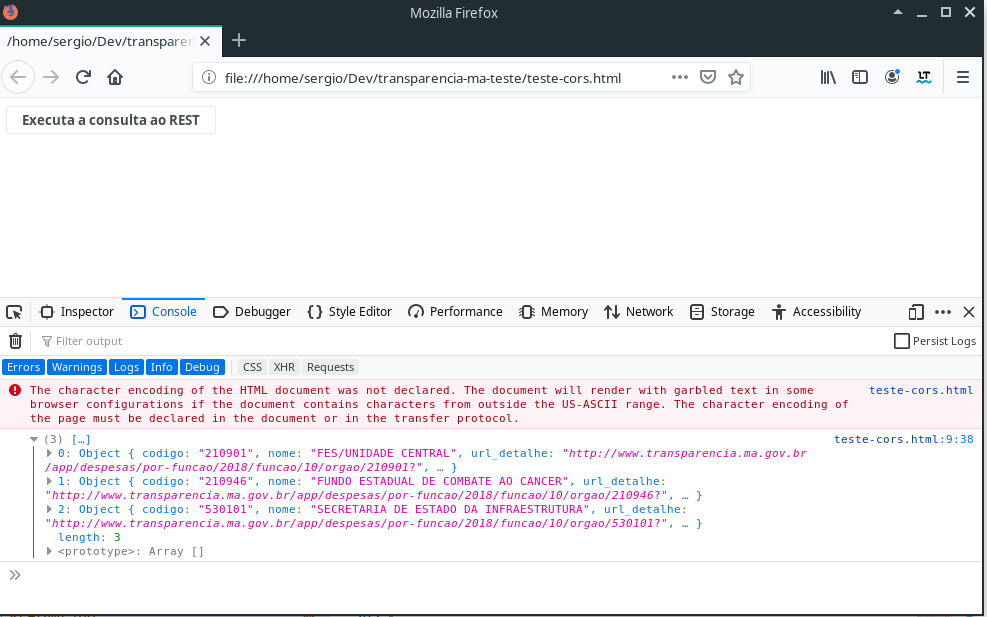 Mozilla Firefox
/home/sergio/Dev/transparen
file:///home/sergio/Dev/transparencia-ma-teste/teste-cors.html
LT
Executa a consulta ao REST
Inspector Console Debugger Style Editor Performance Memory Network Storage Accessibility
Filter output Persist Logs
Errors Warnings Logs Info Debug CSS XHR Requests
The character encoding of the HTML document was not declared. The document will render with garbled text in some teste-cors.html
browser configurations if the document contains characters from outside the US-ASCII range. The character encoding of
the page must be declared in the document or in the transfer protocol.
(3) […] teste-cors.html:9:38
0: Object { codigo: "210901", nome: "FES/UNIDADE CENTRAL", url_detalhe: "http://www.transparencia.ma.gov.br
/app/despesas/por-funcao/2018/funcao/10/orgao/210901?", … }
1: Object { codigo: "210946", nome: "FUNDO ESTADUAL DE COMBATE AO CANCER", url_detalhe:
"http://www.transparencia.ma.gov.br/app/despesas/por-funcao/2018/funcao/10/orgao/210946?", … }
2: Object { codigo: "530101", nome: "SECRETARIA DE ESTADO DA INFRAESTRUTURA", url_detalhe:
"http://www.transparencia.ma.gov.br/app/despesas/por-funcao/2018/funcao/10/orgao/530101?", … }
length: 3
<prototype>: Array []